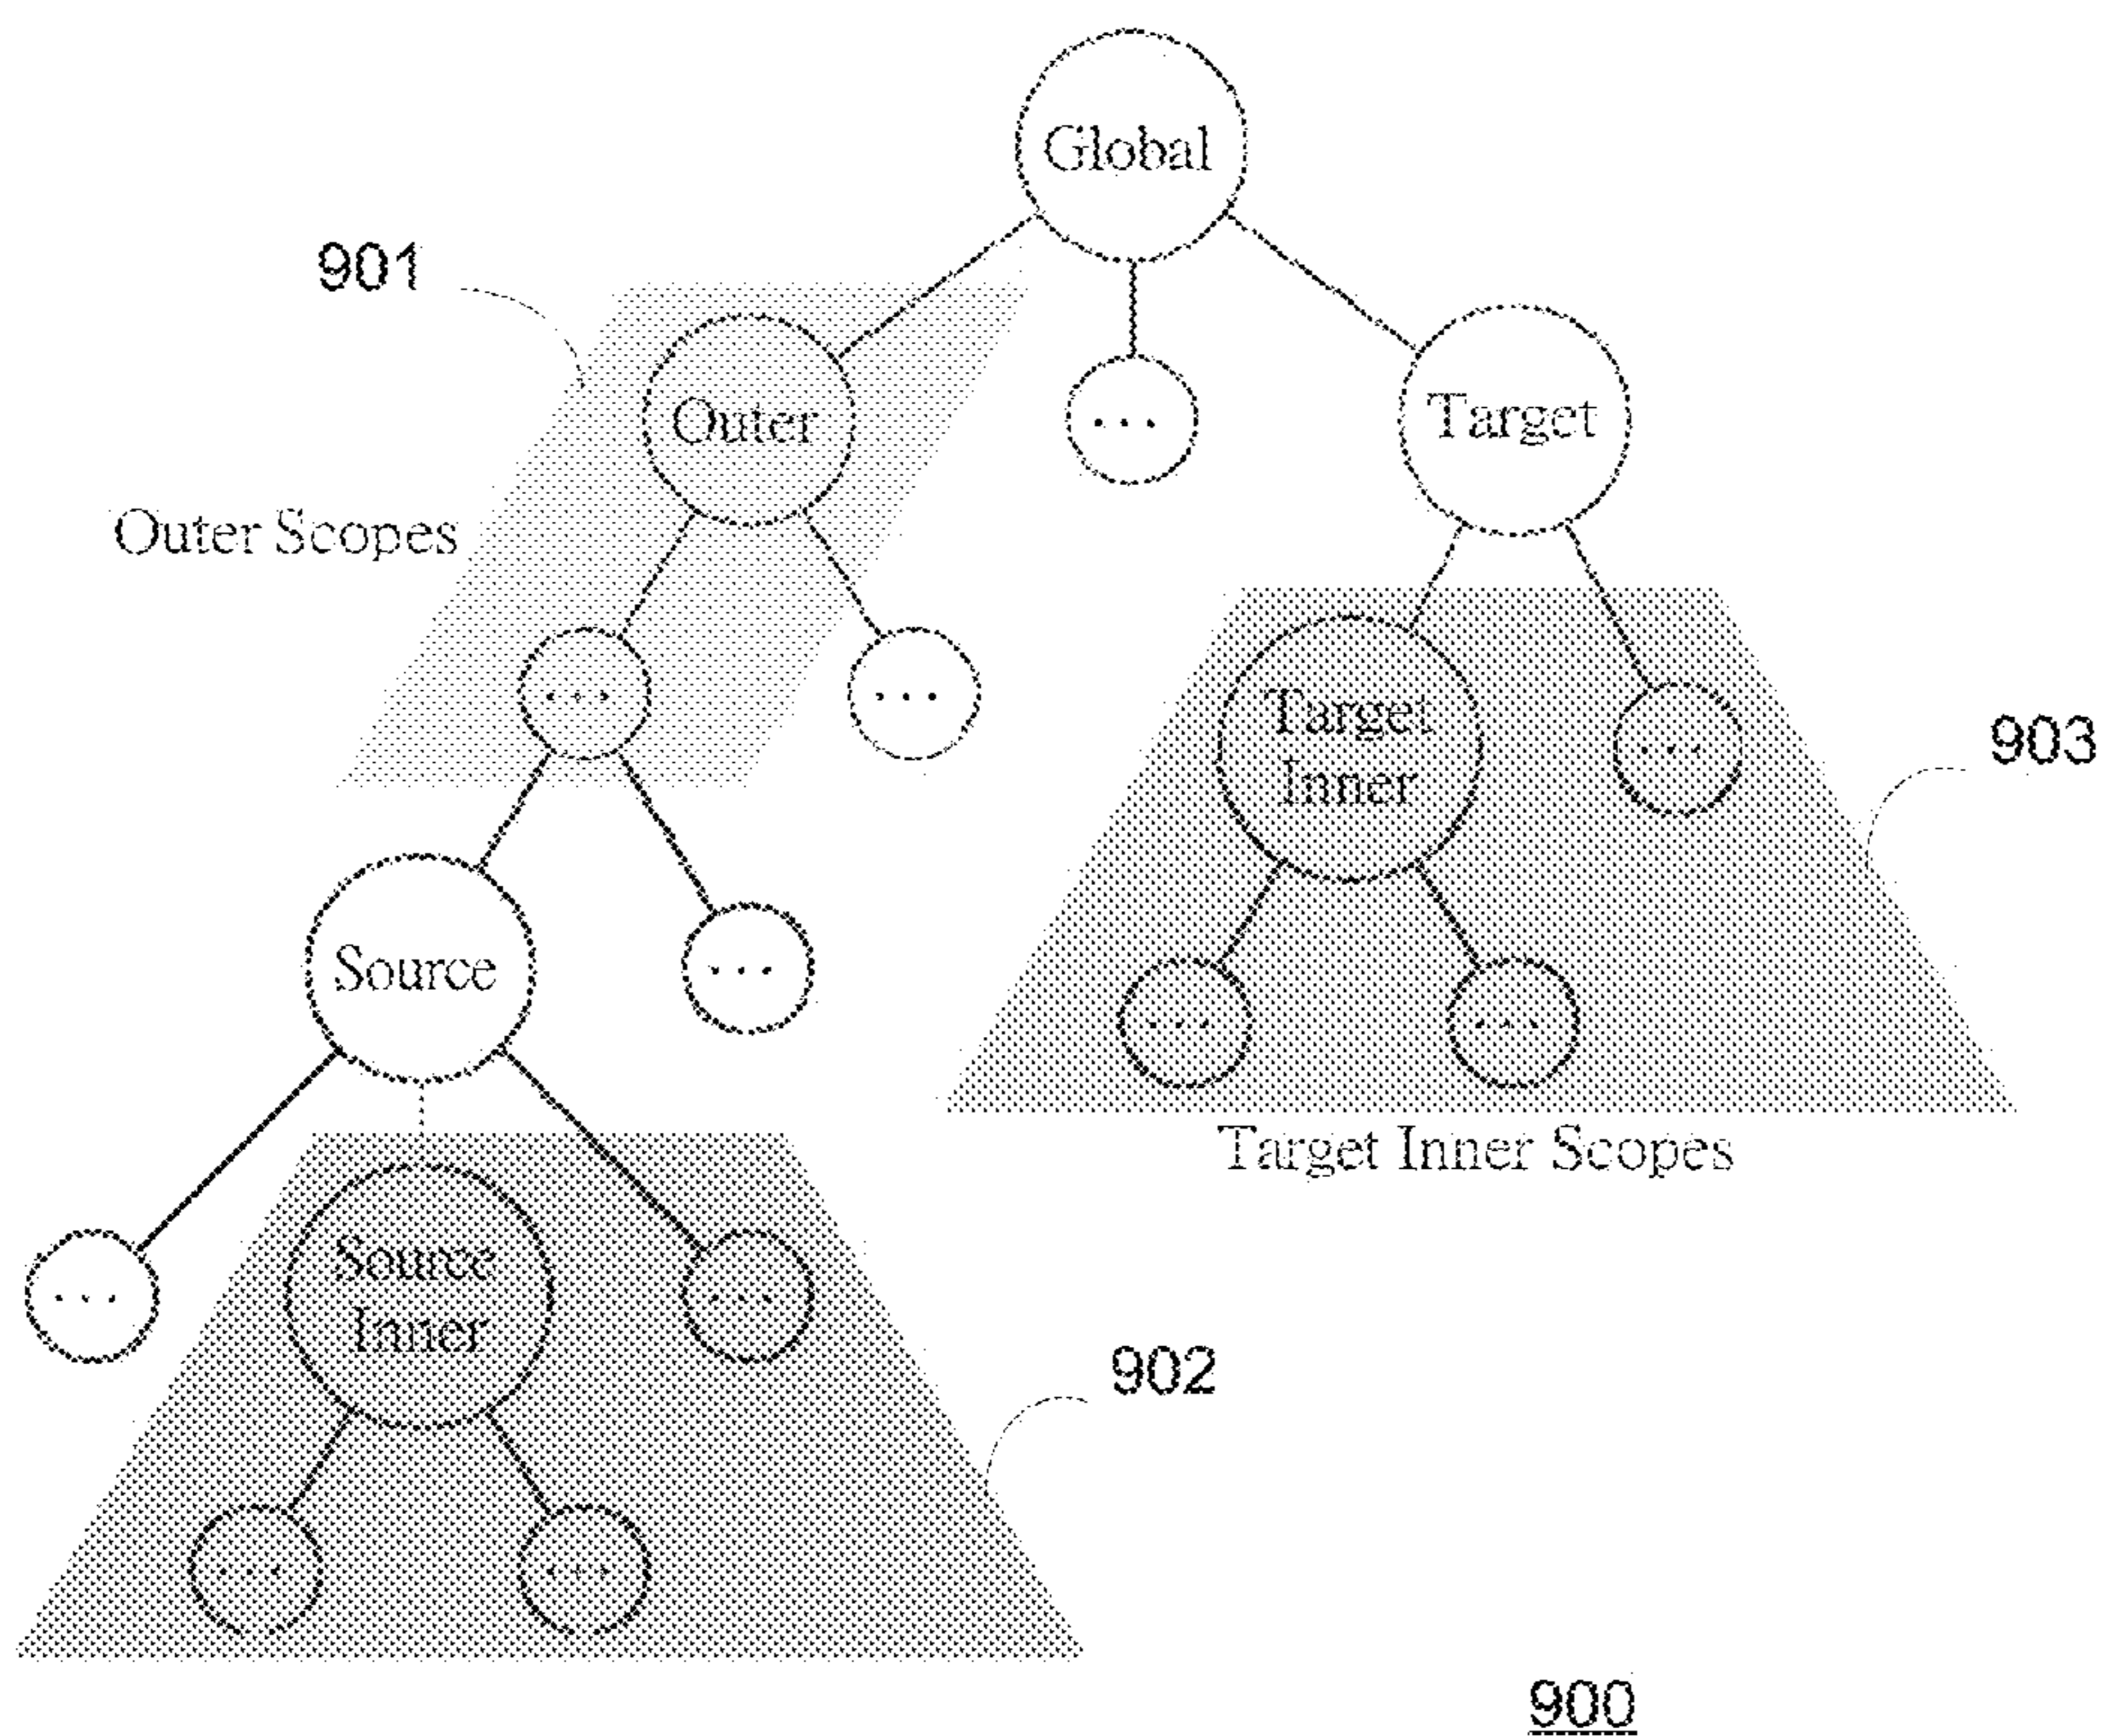 Global
901
Outer
...
Target
Outer Scopes
...
...
Target
Inner
...
903
Source
...
...
...
Target Inner Scopes
...
Source
Inner
...
902
...
...
900